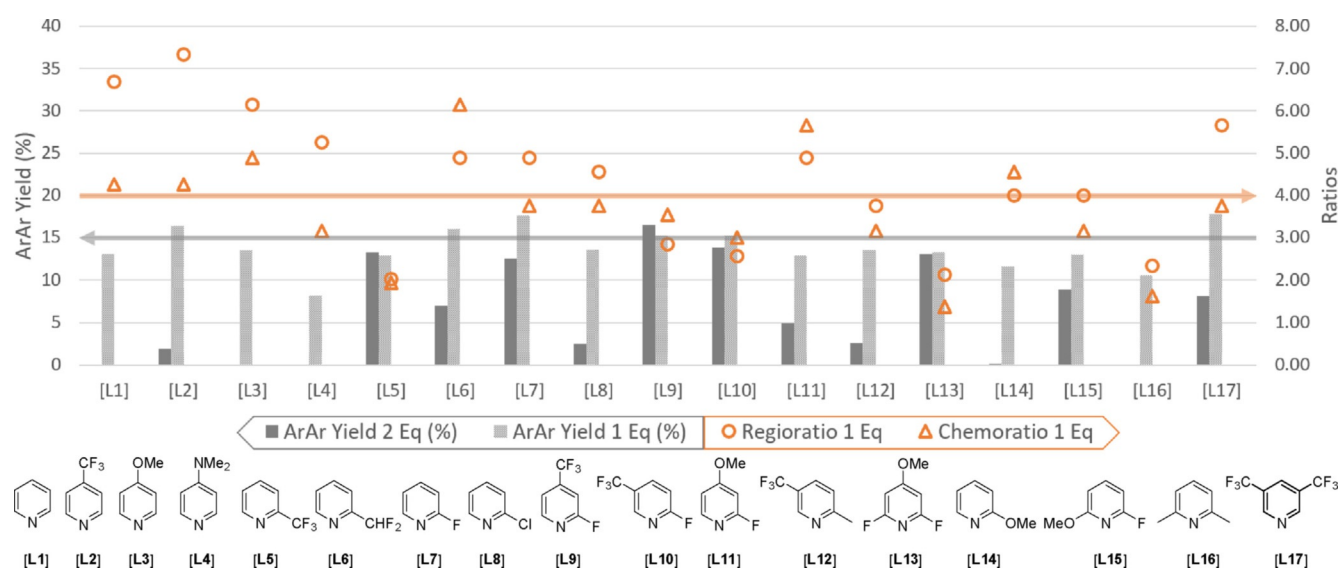 40
35
30
25
20
15
10
5
0
ArAr Yield (%)
8.00
7.00
6.00
5.00
4.00
3.00
2.00
1.00
0.00
Ratios
[L1] [L2] [L3] [L4] [L5] [L6] [L7] [L8] [L9] [L10] [L11] [L12] [L13] [L14] [L15] [L16] [L17]
ArAr Yield 2 Eq (%) ArAr Yield 1 Eq (%) Regioratio 1 Eq Chemoratio 1 Eq
N
[L1]
CF3
N
[L2]
OMe
N
[L3]
NMe2
N
[L4]
N CF3
[L5]
N CHF2
[L6]
N F
[L7]
N Cl
[L8]
CF3
N F
[L9]
F3C
N F
[L10]
OMe
N F
[L11]
F3C
N
[L12]
OMe
F N F
[L13]
N OMe
[L14]
MeO N F
[L15]
N
[L16]
F3C CF3
N
[L17]